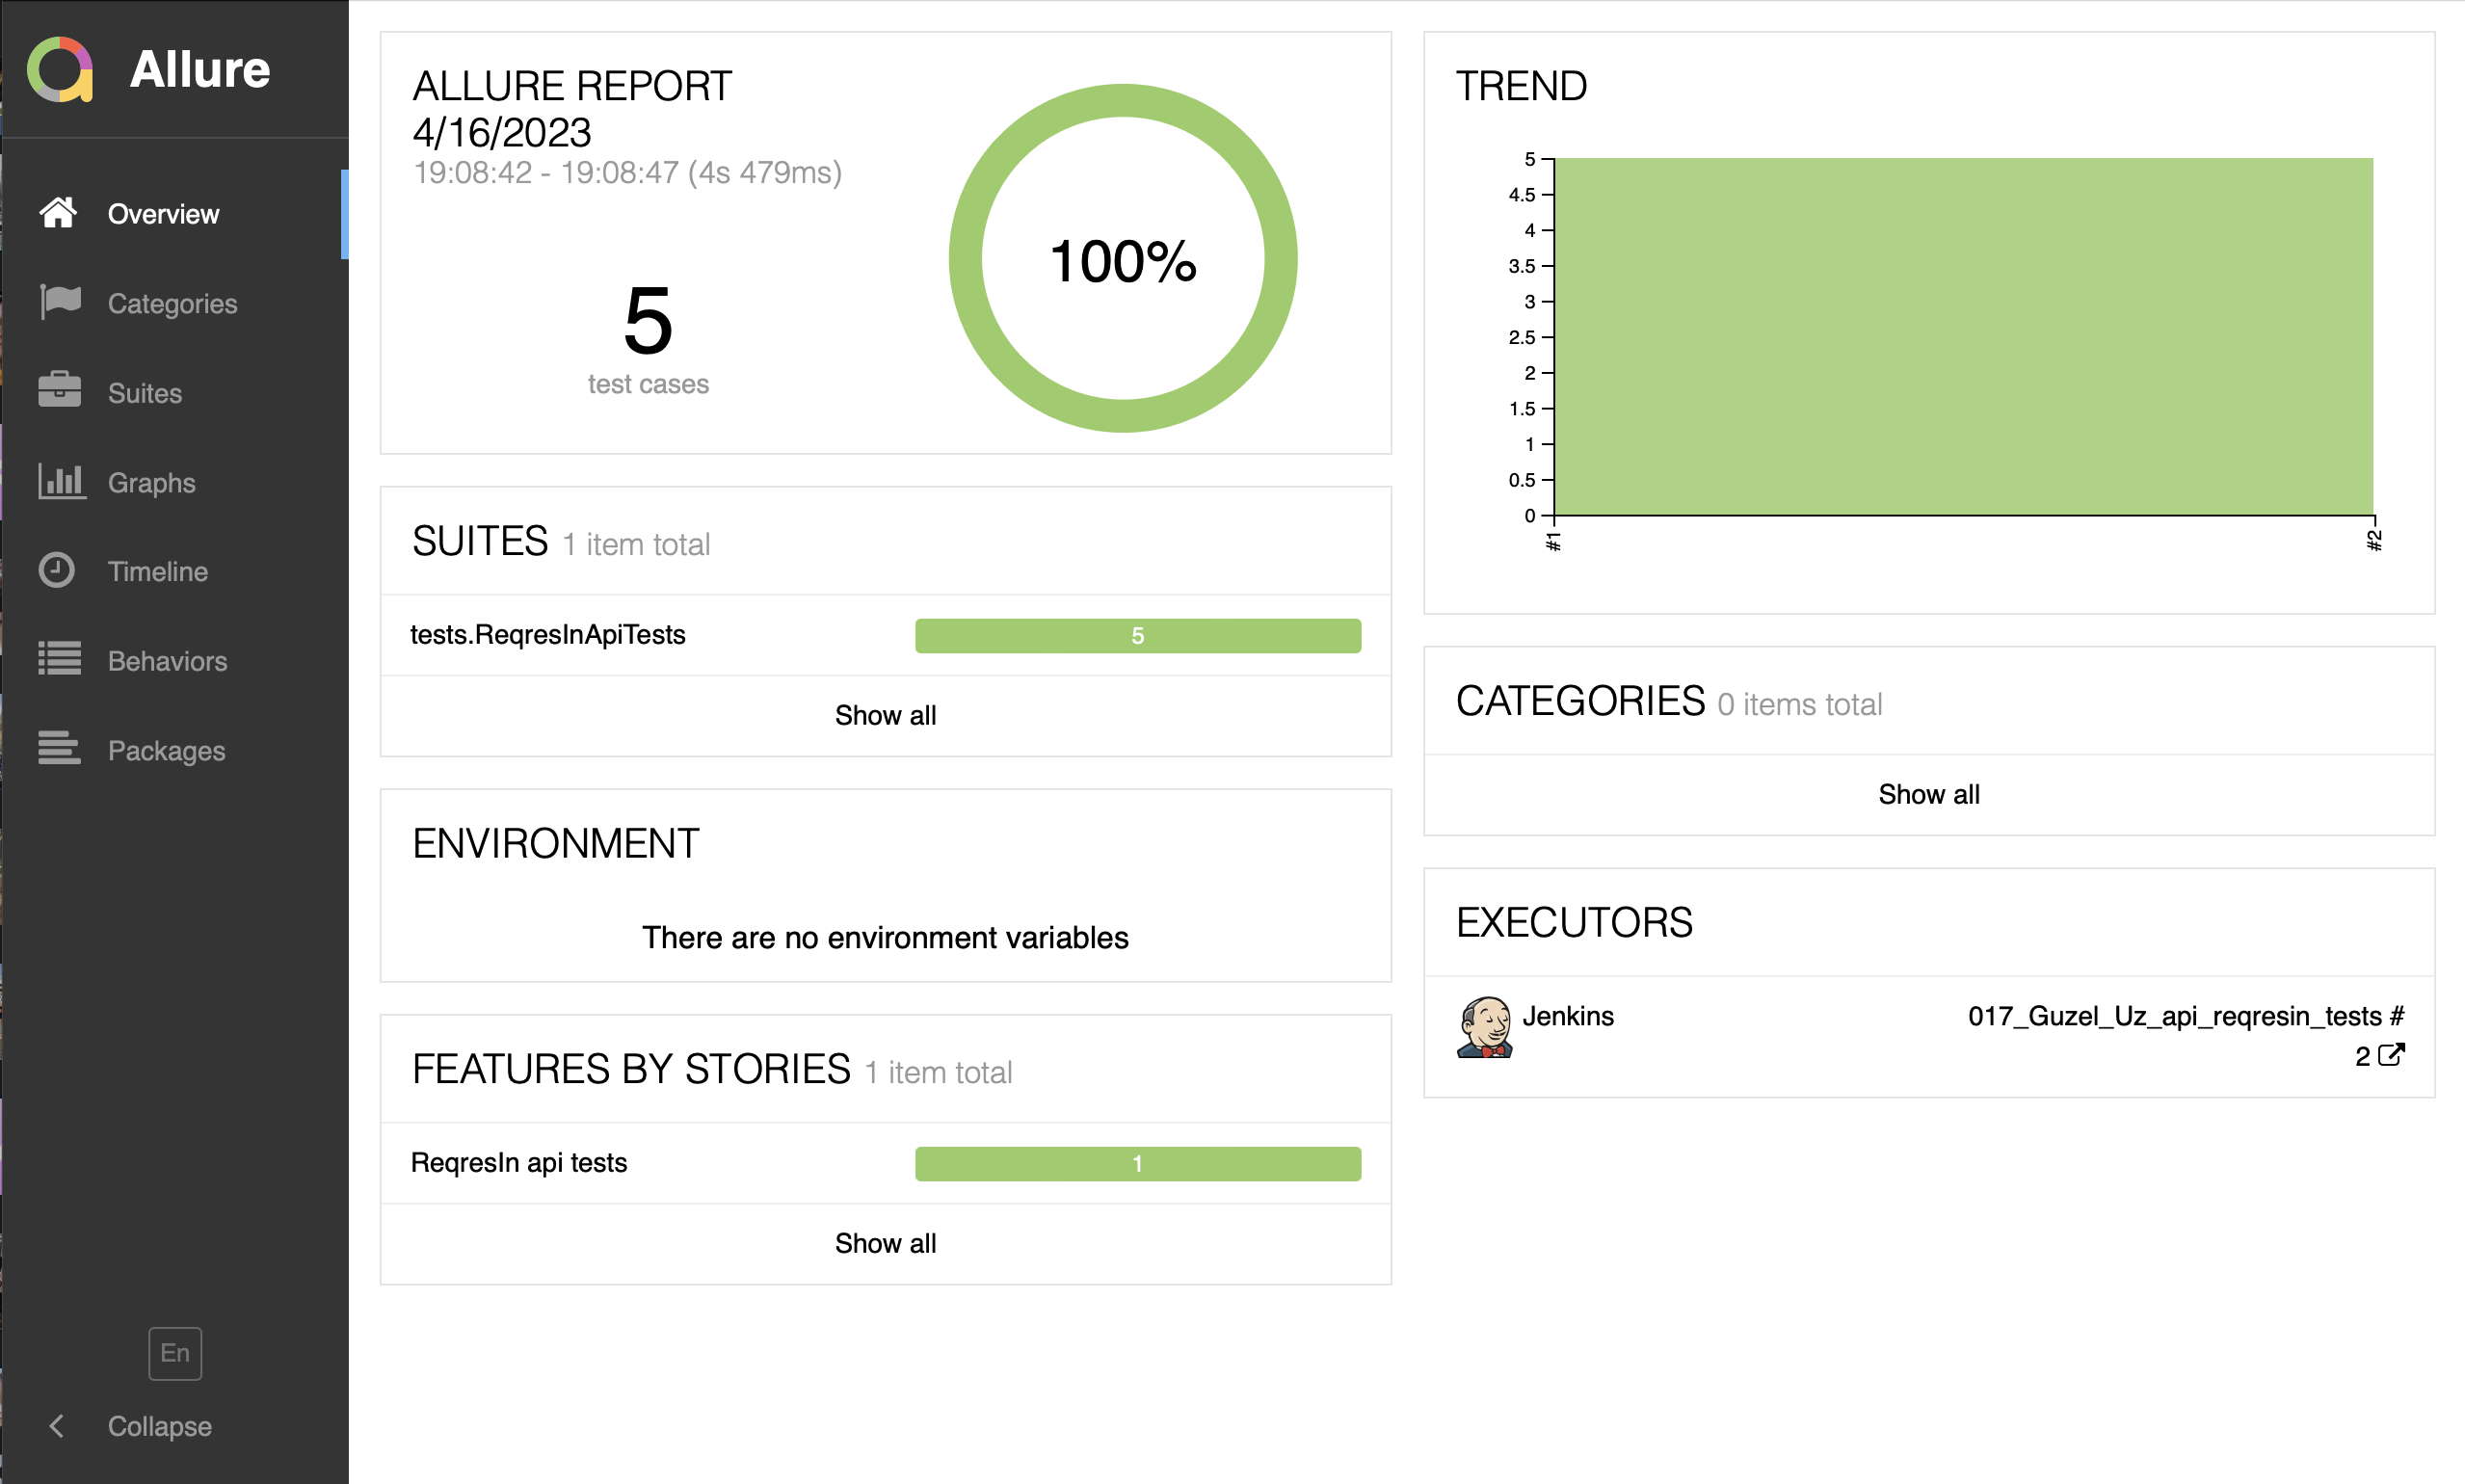 Allure
Overview
Categories
Suites
Graphs
Timeline
Behaviors
Packages
En
Collapse
ALLURE REPORT
4/16/2023
19:08:42 - 19:08:47 (4s 479ms)
5
test cases
100%
SUITES 1 item total
tests.ReqresInApiTests 5
Show all
ENVIRONMENT
There are no environment variables
FEATURES BY STORIES 1 item total
ReqresIn api tests 1
Show all
TREND
5
4.5
4
3.5
3
2.5
2
1.5
1
0.5
0
#1 #2
CATEGORIES 0 items total
Show all
EXECUTORS
Jenkins 017_Guzel_Uz_api_reqresin_tests #
2